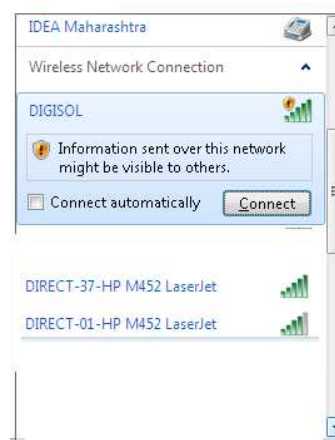 IDEA Maharashtra
Wireless Network Connection
DIGISOL
Information sent over this network
might be visible to others.
Connect automatically
Connect
DIRECT-37-HP M452 LaserJet
DIRECT-01-HP M452 LaserJet